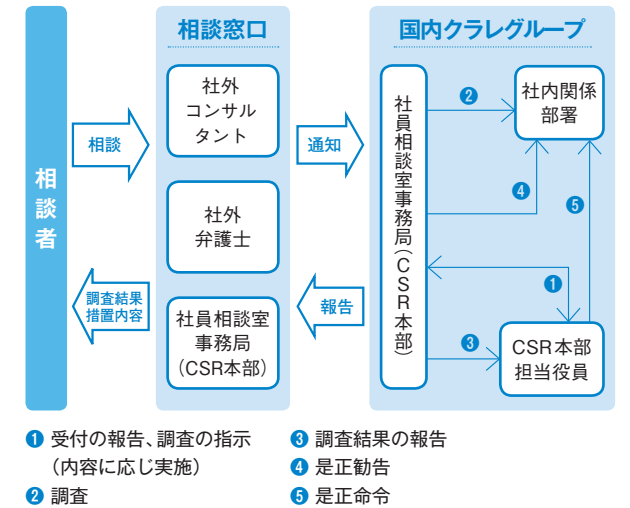 相談者
相談
調査結果
措置内容
相談窓口
社外
コンサル
タント
社外
弁護士
社員相談室
事務局
(CSR本部)
通知
報告
国内クラレグループ
社員相談室事務局(CSR本部)
社内関係
部署
CSR本部
担当役員
❷
❹
❺
❶
❸
❶ 受付の報告、調査の指示
(内容に応じ実施)
❷ 調査
❸ 調査結果の報告
❹ 是正勧告
❺ 是正命令